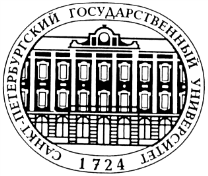 САНКТ-ПЕТЕРБУРГСКИЙ ГОСУДАРСТВЕННЫЙ УНИВЕРСИТЕТ
1724